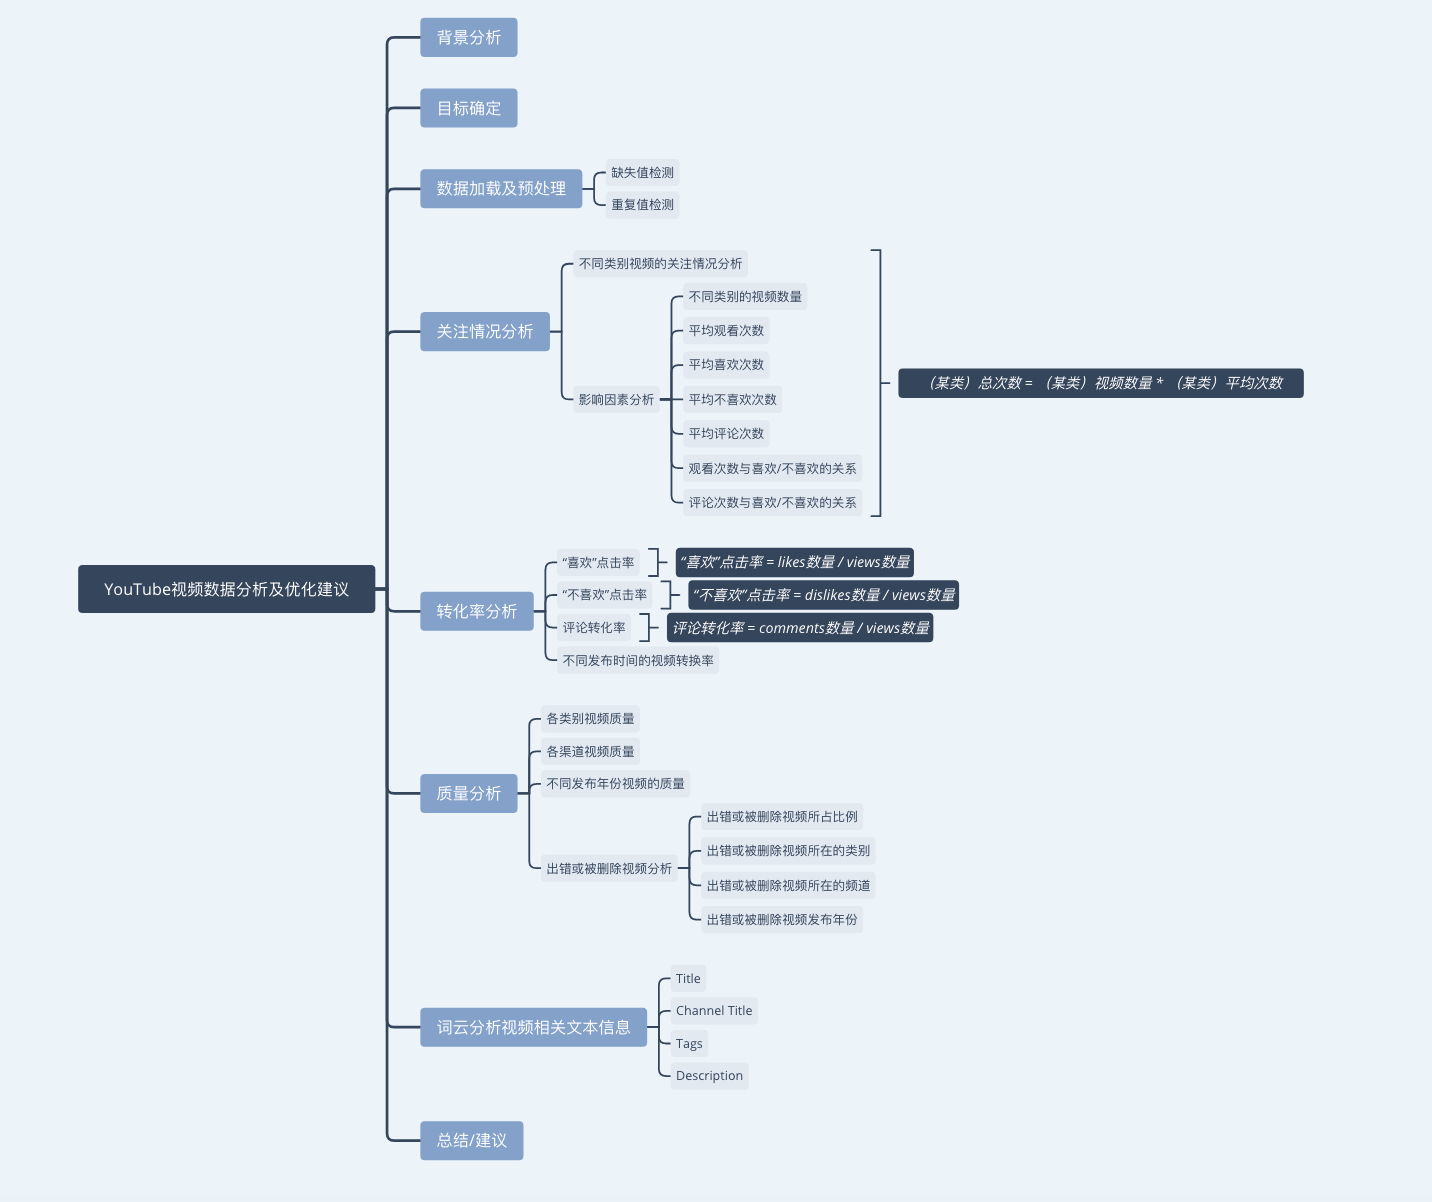 背景分析
目标确定
数据加载及预处理
缺失值检测
重复值检测
关注情况分析
不同类别视频的关注情况分析
影响因素分析
不同类别的视频数量
平均观看次数
平均喜欢次数
平均不喜欢次数
平均评论次数
观看次数与喜欢/不喜欢的关系
评论次数与喜欢/不喜欢的关系
（某类）总次数 = （某类）视频数量 * （某类）平均次数
YouTube视频数据分析及优化建议
转化率分析
“喜欢”点击率
“喜欢”点击率 = likes数量 / views数量
“不喜欢”点击率
“不喜欢”点击率 = dislikes数量 / views数量
评论转化率
评论转化率 = comments数量 / views数量
不同发布时间的视频转换率
质量分析
各类别视频质量
各渠道视频质量
不同发布年份视频的质量
出错或被删除视频分析
出错或被删除视频所占比例
出错或被删除视频所在的类别
出错或被删除视频所在的频道
出错或被删除视频发布年份
词云分析视频相关文本信息
Title
Channel Title
Tags
Description
总结/建议